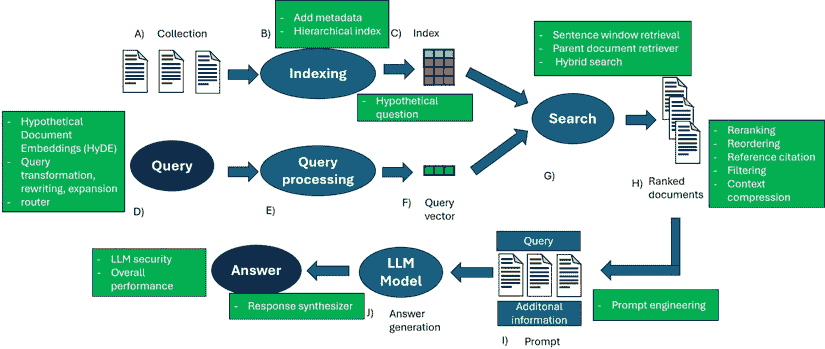 A) Collection
B)
- Add metadata
- Hierarchical index
C) Index
Indexing
- Hypothetical
question
- Sentence window retrieval
- Parent document retriever
- Hybrid search
Search
G)
H) Ranked
documents
- Reranking
- Reordering
- Reference citation
- Filtering
- Context
compression
- Hypothetical
Document
Embeddings (HyDE)
- Query
transformation,
rewriting, expansion
- router
Query
D)
Query
processing
E)
F) Query
vector
- LLM security
- Overall
performance
Answer
- Response synthesizer
LLM
Model
J) Answer
generation
Query
Additonal
information
I) Prompt
- Prompt engineering